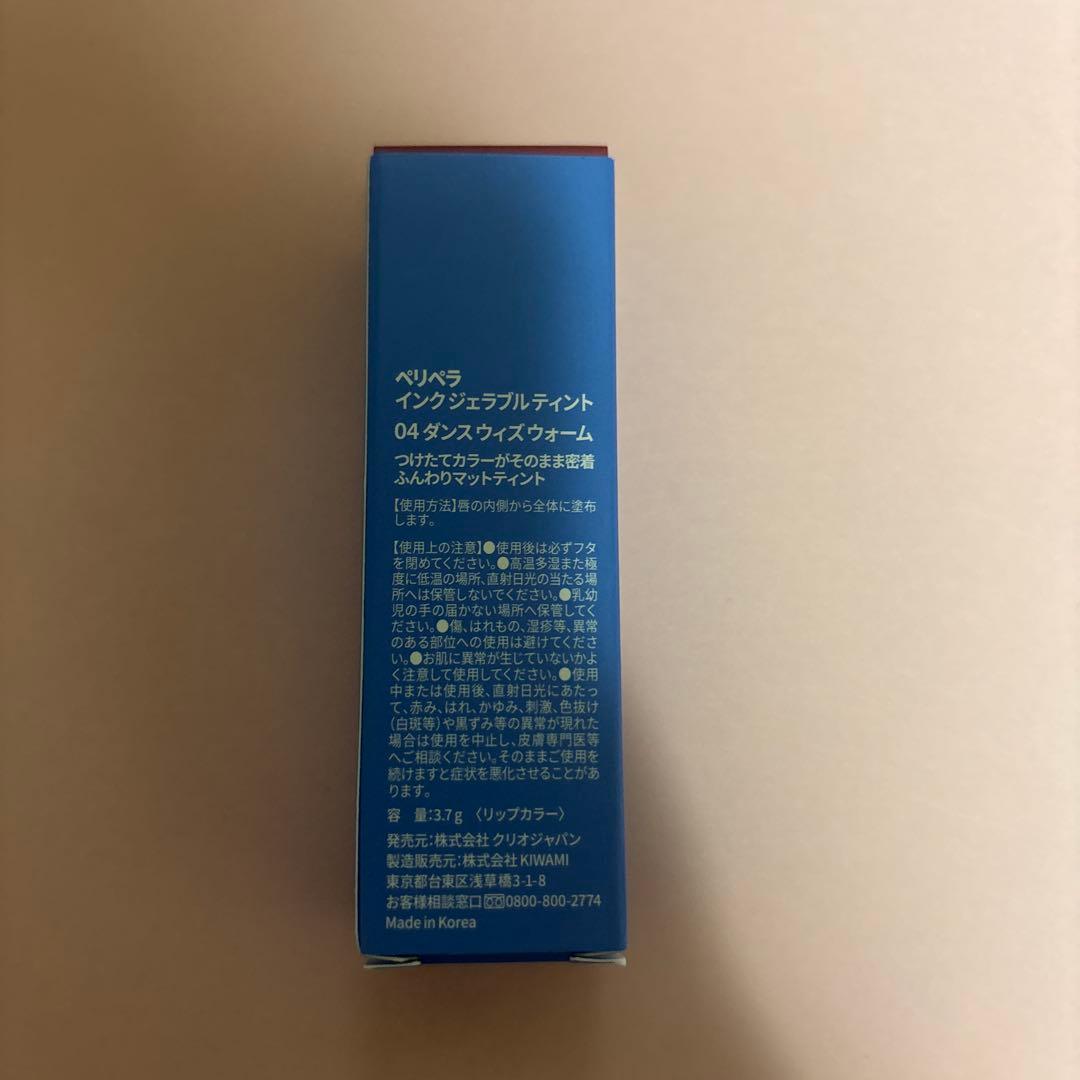 ペリペラ
インク ジェラブル ティント
04 ダンス ウィズ ウォーム
つけたてカラーがそのまま密着
ふんわりマットティント
【使用方法】唇の内側から全体に塗布
します。
【使用上の注意】●使用後は必ずフタ
を閉めてください。●高温多湿また極
度に低温の場所、直射日光の当たる場
所へは保管しないでください。●乳幼
児の手の届かない場所へ保管してく
ださい。●傷、はれもの、湿疹等、異常
のある部位への使用は避けてくださ
い。●お肌に異常が生じていないかよ
く注意して使用してください。●使用
中または使用後、直射日光にあたっ
て、赤み、はれ、かゆみ、刺激、色抜け
（白斑等）や黒ずみ等の異常が現れた
場合は使用を中止し、皮膚専門医等
へご相談ください。そのままご使用を
続けますと症状を悪化させることがあ
ります。
容　量:3.7 g 〈リップカラー〉
発売元:株式会社 クリオジャパン
製造販売元:株式会社 KIWAMI
東京都台東区浅草橋3-1-8
お客様相談窓口 0800-800-2774
Made in Korea